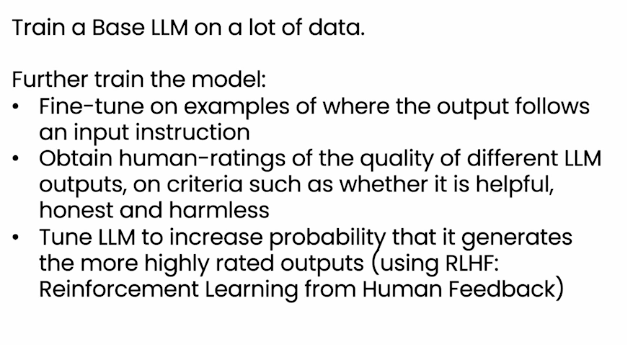 Train a Base LLM on a lot of data.
Further train the model:
• Fine-tune on examples of where the output follows
an input instruction
• Obtain human-ratings of the quality of different LLM
outputs, on criteria such as whether it is helpful,
honest and harmless
• Tune LLM to increase probability that it generates
the more highly rated outputs (using RLHF:
Reinforcement Learning from Human Feedback)